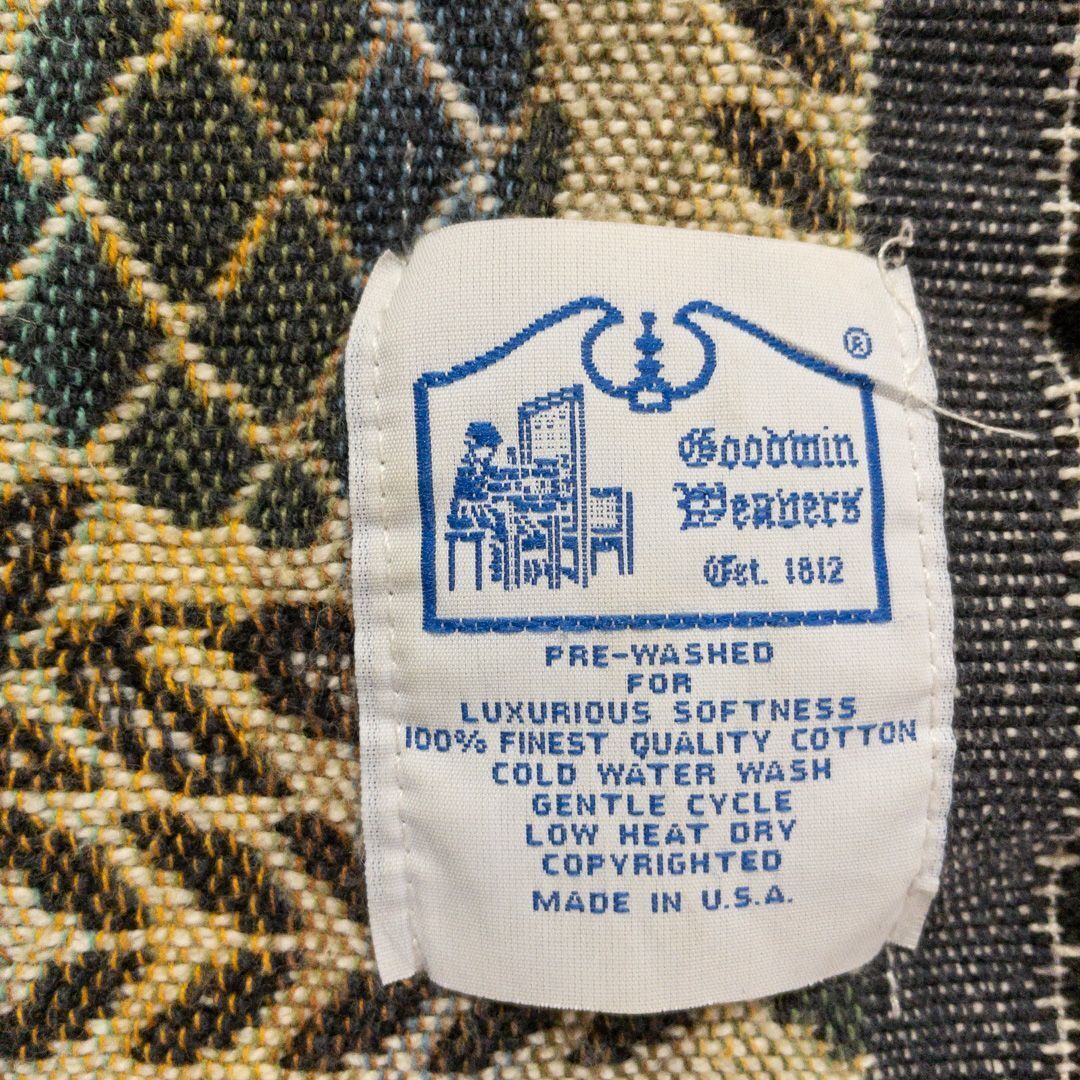 ®
Goodwin
Weavers
Est. 1812
PRE-WASHED
FOR
LUXURIOUS SOFTNESS
100% FINEST QUALITY COTTON
COLD WATER WASH
GENTLE CYCLE
LOW HEAT DRY
COPYRIGHTED
MADE IN U.S.A.